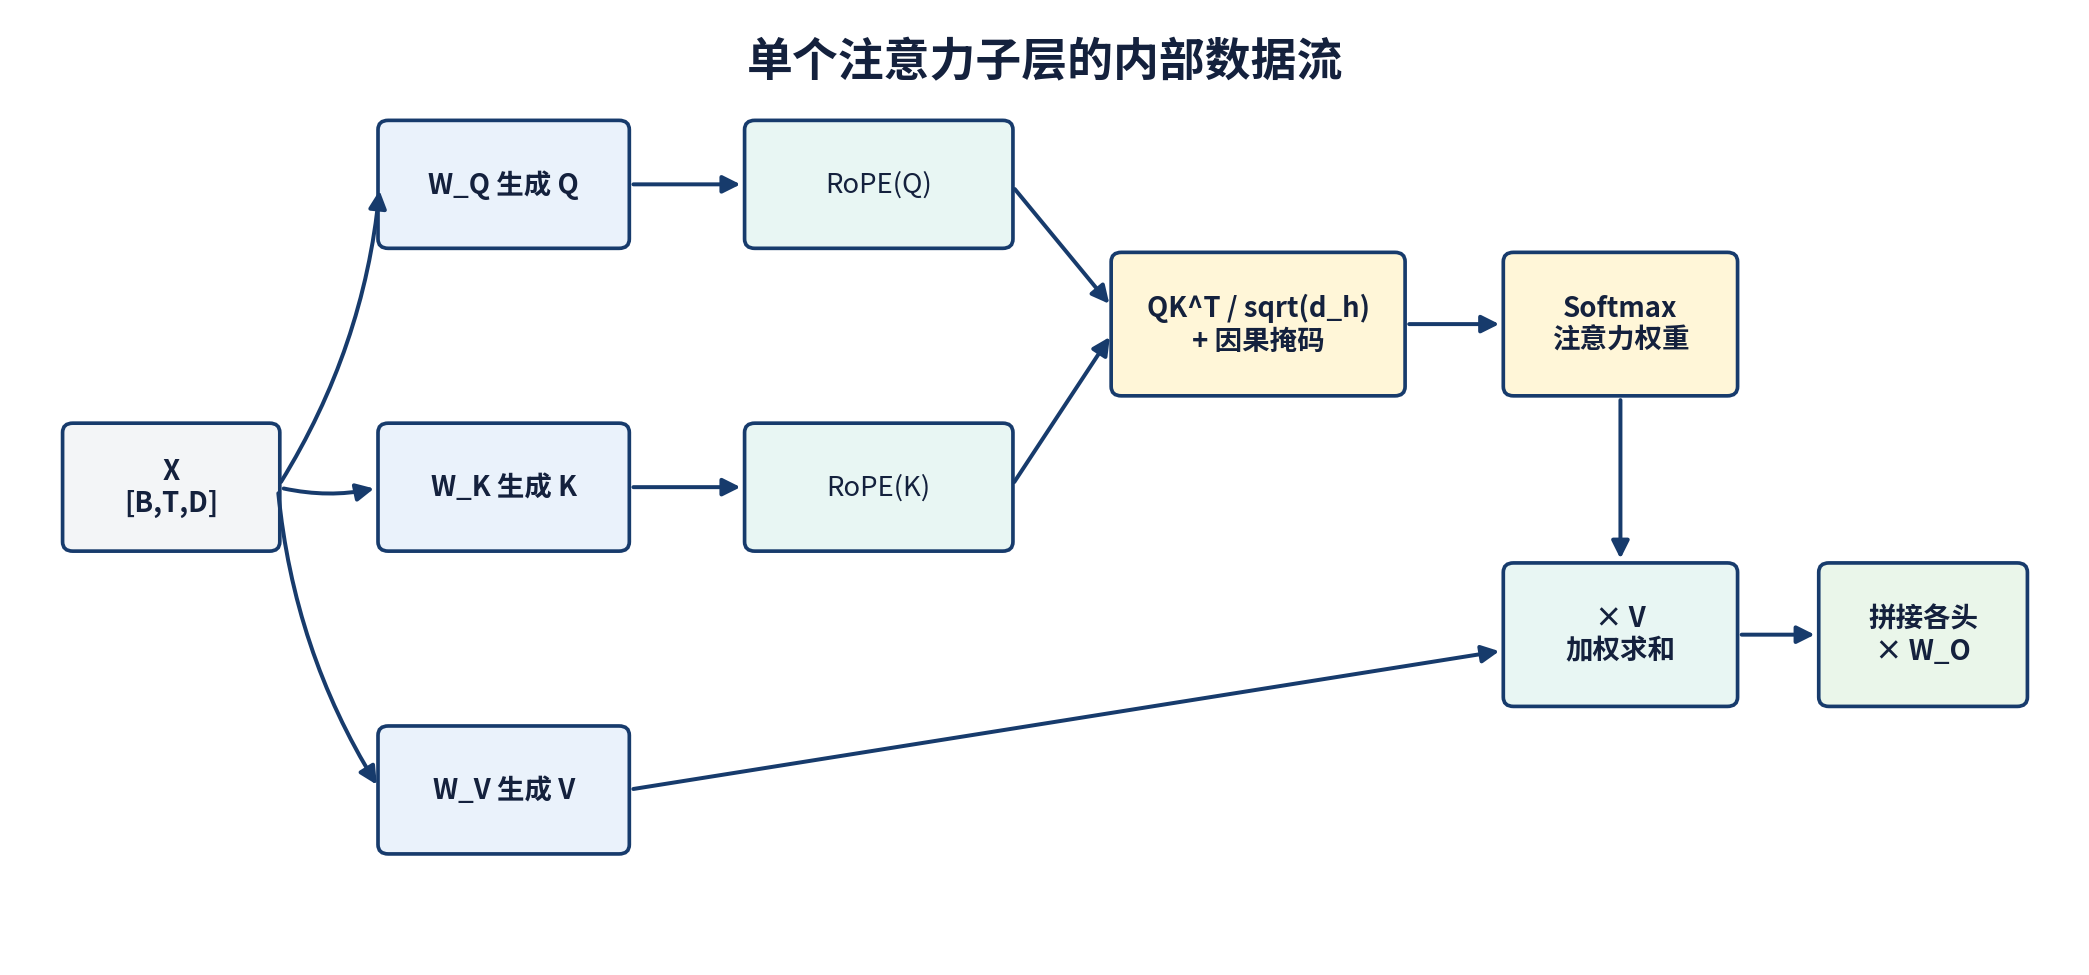 单个注意力子层的内部数据流
W_Q 生成 Q
RoPE(Q)
QK^T / sqrt(d_h)
+ 因果掩码
Softmax
注意力权重
X
[B,T,D]
W_K 生成 K
RoPE(K)
× V
加权求和
拼接各头
× W_O
W_V 生成 V